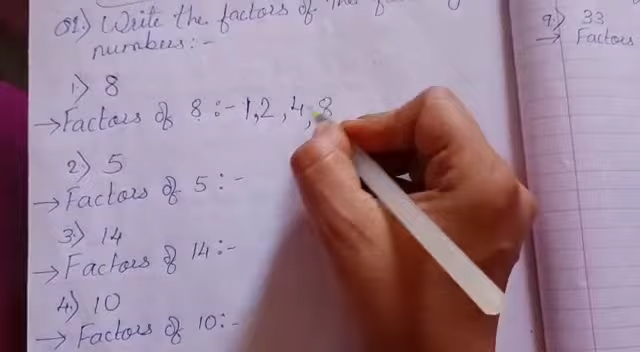 Q1.) Write the factors of the
numbers:-
1.) 8
→ Factors of 8 :- 1, 2, 4, 8
2.) 5
→ Factors of 5 :-
3.) 14
→ Factors of 14 :-
4.) 10
→ Factors of 10 :-
9.) 33
→ Factors